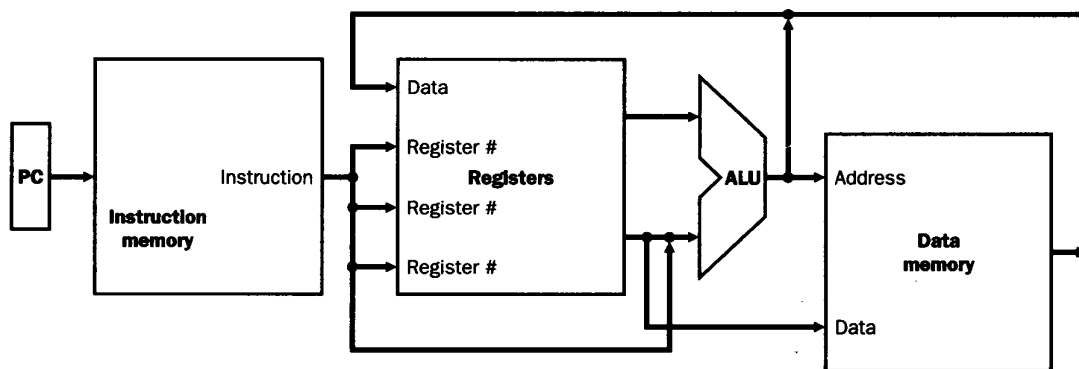 PC
Instruction
Instruction
memory
Data
Register #
Registers
Register #
Register #
ALU
Address
Data
memory
Data